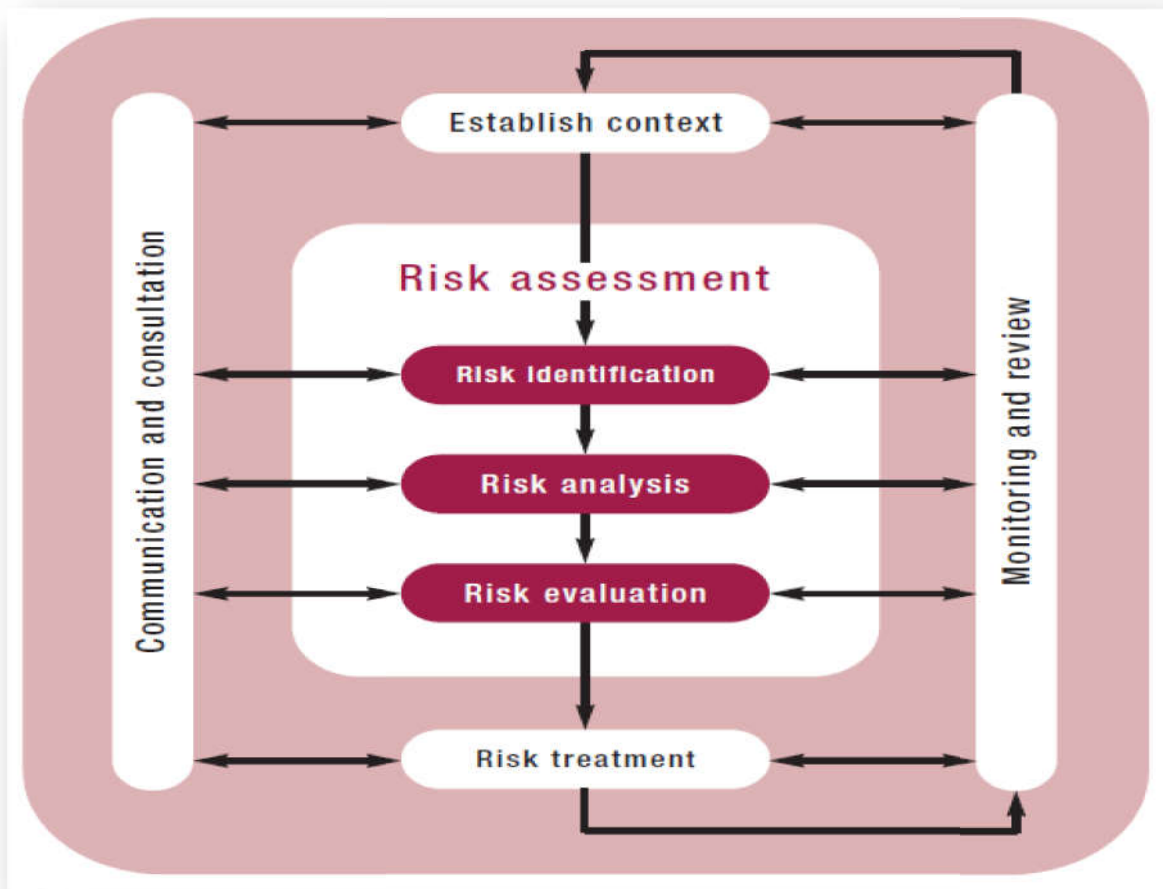 Establish context
Communication and consultation
Risk assessment
Risk identification
Risk analysis
Risk evaluation
Monitoring and review
Risk treatment